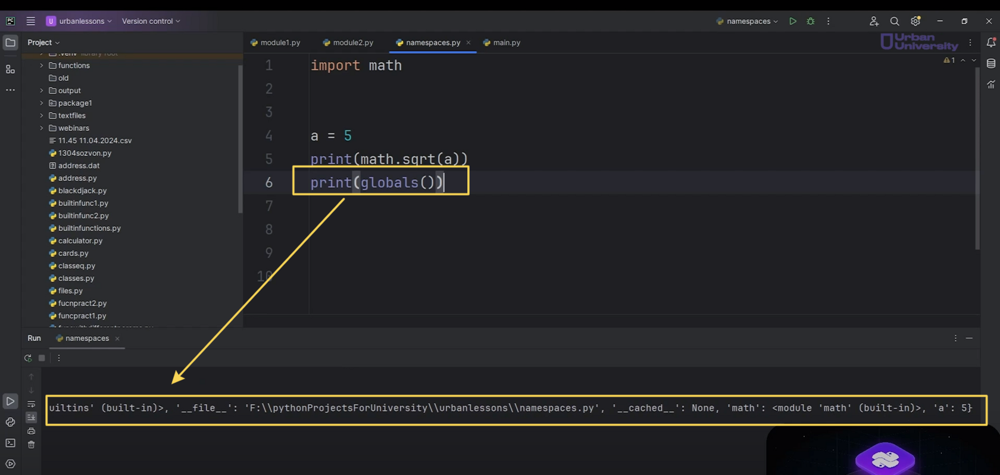 PC
U urbanlessons
Version control
namespaces
Project
module1.py
module2.py
namespaces.py
main.py
Urban
University
.venv library root
functions
old
output
package1
textfiles
webinars
11.45 11.04.2024.csv
1304sozvon.py
address.dat
address.py
blackdjack.py
builtinfunc1.py
builtinfunc2.py
builtinfunctions.py
calculator.py
cards.py
classeq.py
classes.py
files.py
fucnpract2.py
funcpract1.py
1
1 import math
2
3
4 a = 5
5 print(math.sqrt(a))
6 print(globals())
7
8
9
10
Run
namespaces
uiltins' (built-in)>, '__file__': 'F:\\pythonProjectsForUniversity\\urbanlessons\\namespaces.py', '__cached__': None, 'math': <module 'math' (built-in)>, 'a': 5}